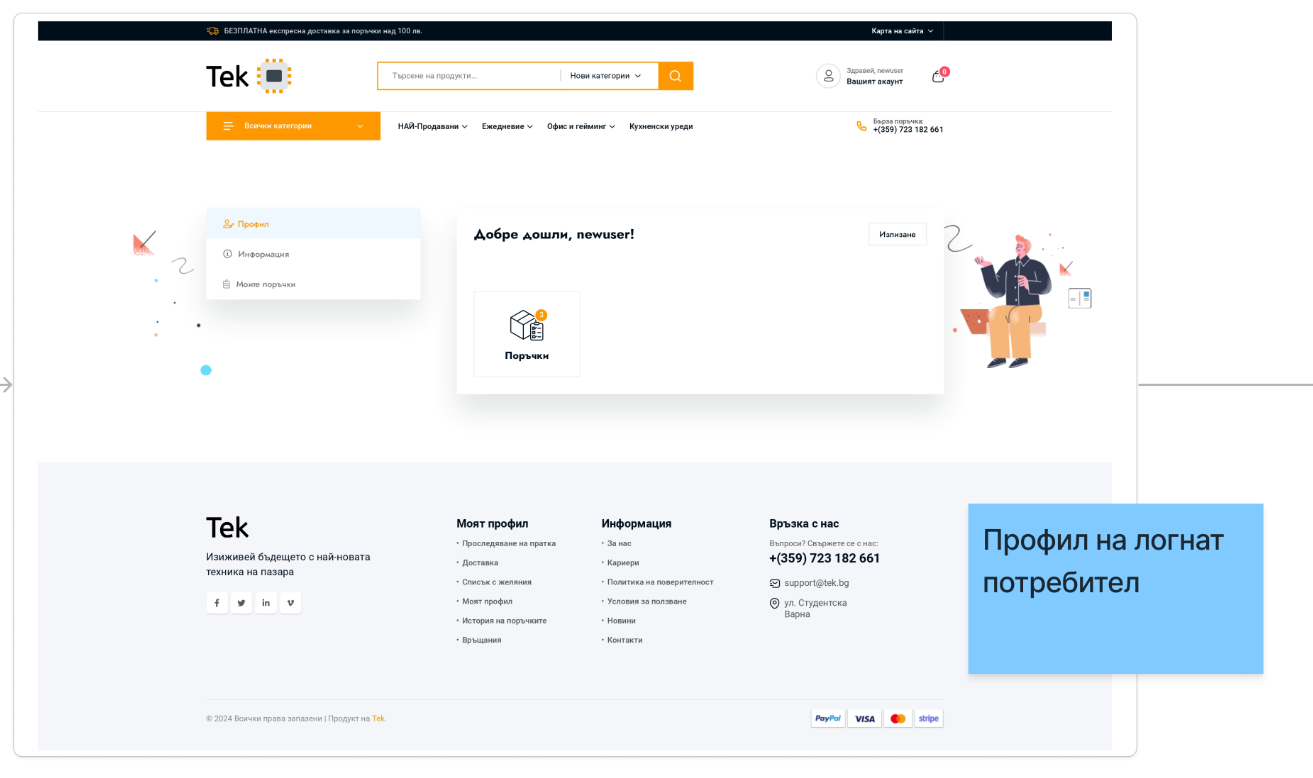 БЕЗПЛАТНА експресна доставка за поръчки над 100 лв.
Карта на сайта
Tek
Търсене на продукти...
Нови категории
Здравей, newuser
Вашият акаунт
0
Всички категории
НАЙ-Продавани
Ежедневие
Офис и гейминг
Кухненски уреди
Бърза поръчка:
+(359) 723 182 661
Профил
Информация
Моите поръчки
Добре дошли, newuser!
Излизане
3
Поръчки
Tek
Изживей бъдещето с най-новата
техника на пазара
Моят профил
Проследяване на пратка
Доставка
Списък с желания
Моят профил
История на поръчките
Връщания
Информация
За нас
Кариери
Политика на поверителност
Условия за ползване
Новини
Контакти
Връзка с нас
Въпроси? Свържете се с нас:
+(359) 723 182 661
support@tek.bg
ул. Студентска
Варна
Профил на логнат
потребител
© 2024 Всички права запазени | Продукт на Tek.
PayPal
VISA
stripe